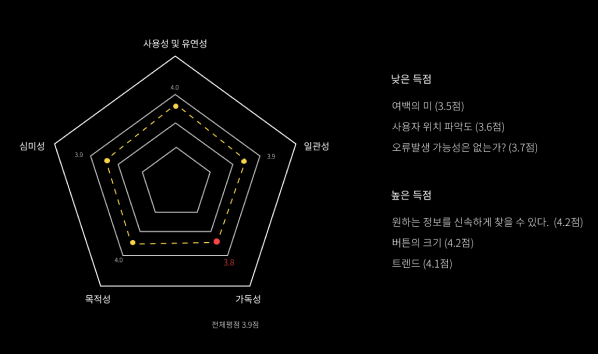 사용성 및 유연성
4.0
심미성
3.9
3.9
일관성
4.0
3.8
목적성
가독성
전체평점 3.9점
낮은 득점
여백의 미 (3.5점)
사용자 위치 파악도 (3.6점)
오류발생 가능성은 없는가? (3.7점)
높은 득점
원하는 정보를 신속하게 찾을 수 있다. (4.2점)
버튼의 크기 (4.2점)
트렌드 (4.1점)